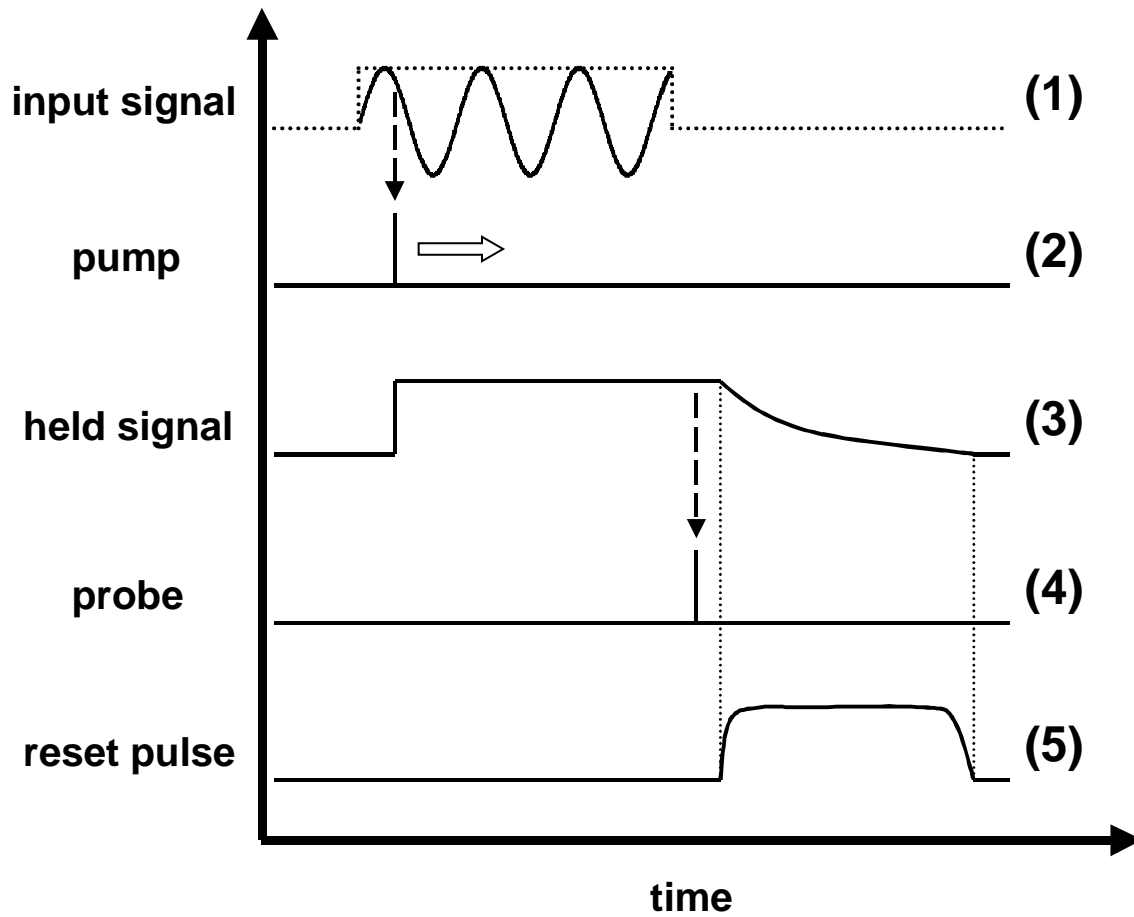 input signal (1)
pump (2)
held signal (3)
probe (4)
reset pulse (5)
time